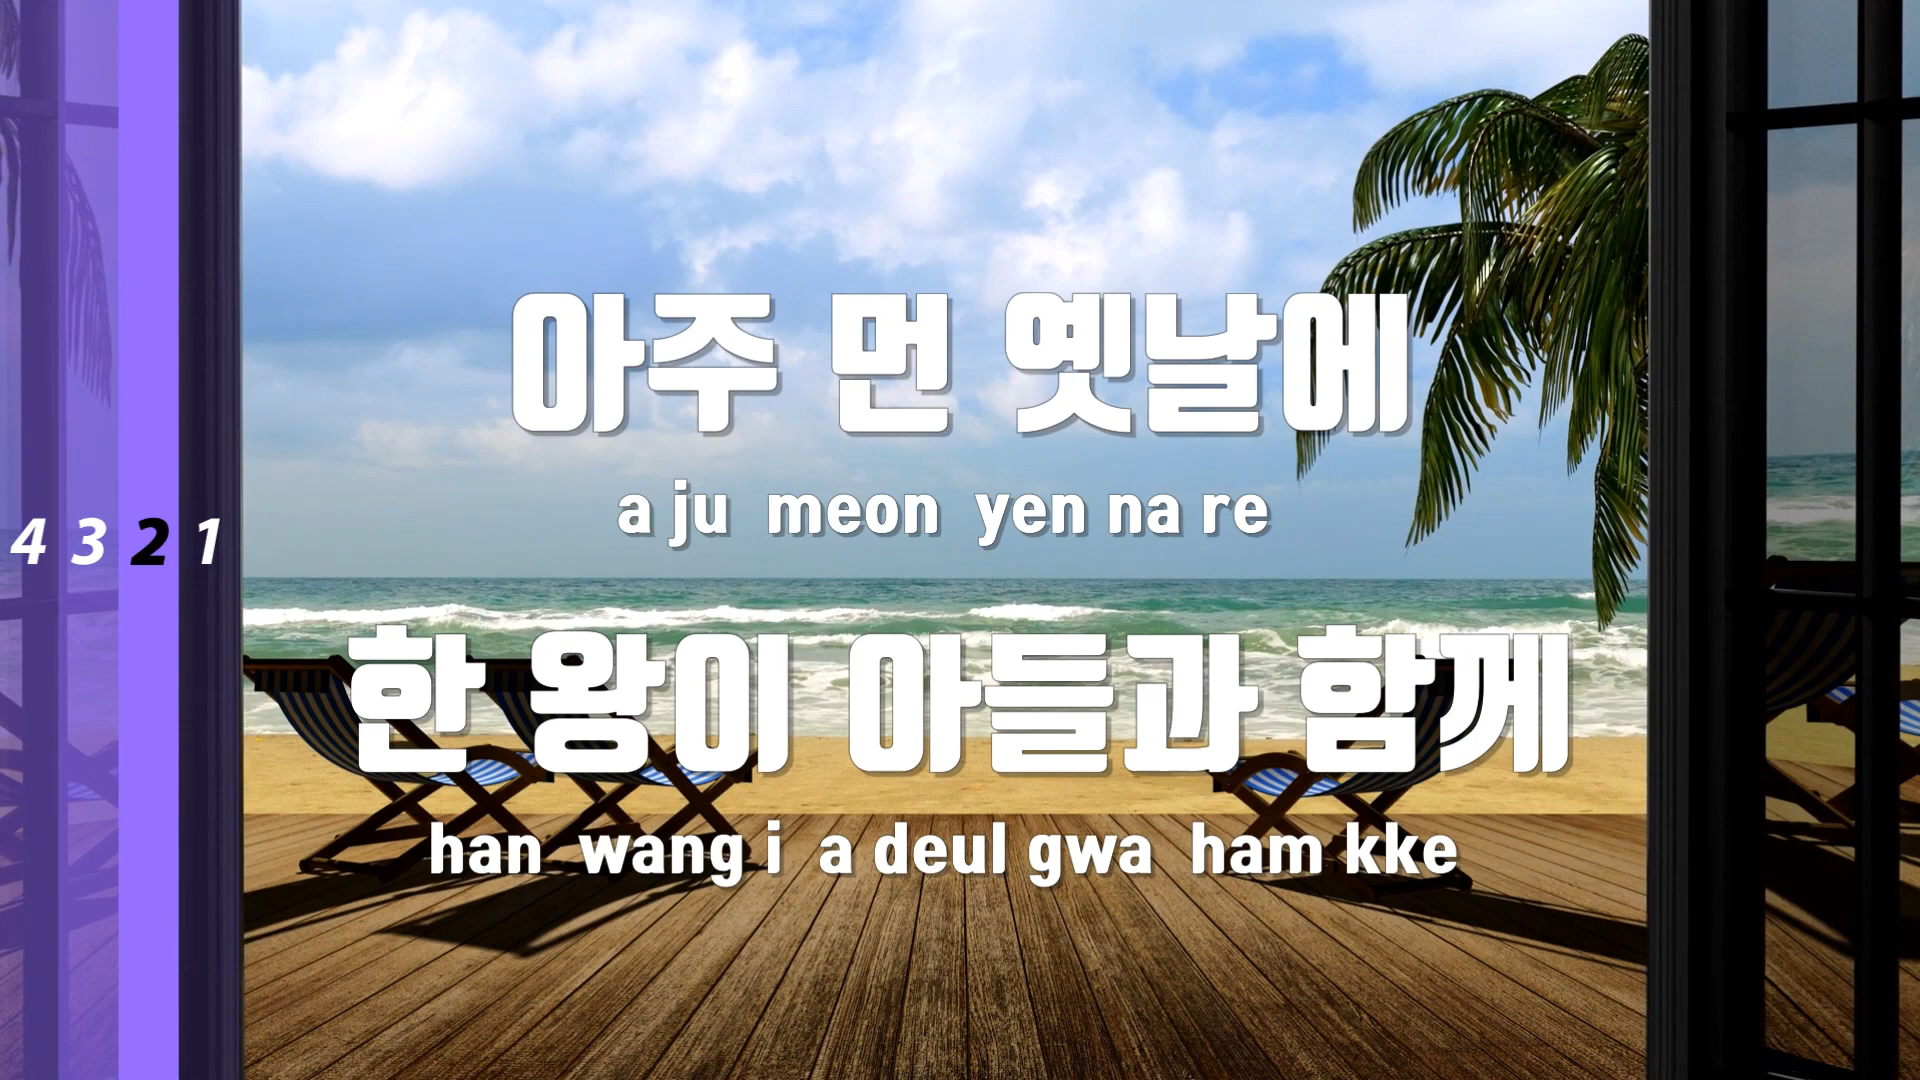 아주 먼 옛날에
a ju meon yen na re
4 3 2 1
한 왕이 아들과 함께
han wang i a deul gwa ham kke